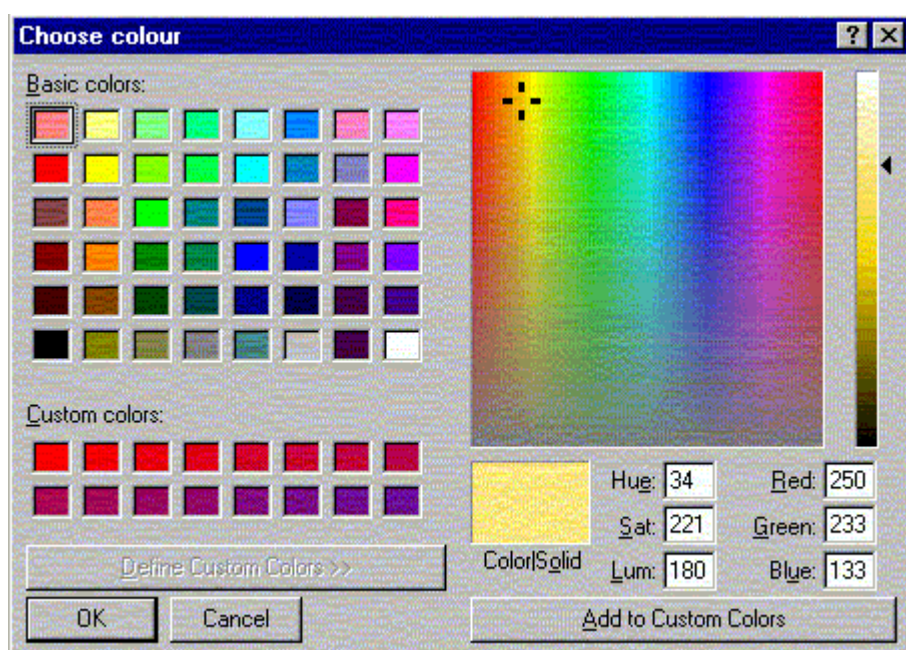 Choose colour
Basic colors:
Custom colors:
Define Custom Colors >>
OK Cancel
Color|Solid
Hue: 34 Red: 250
Sat: 221 Green: 233
Lum: 180 Blue: 133
Add to Custom Colors